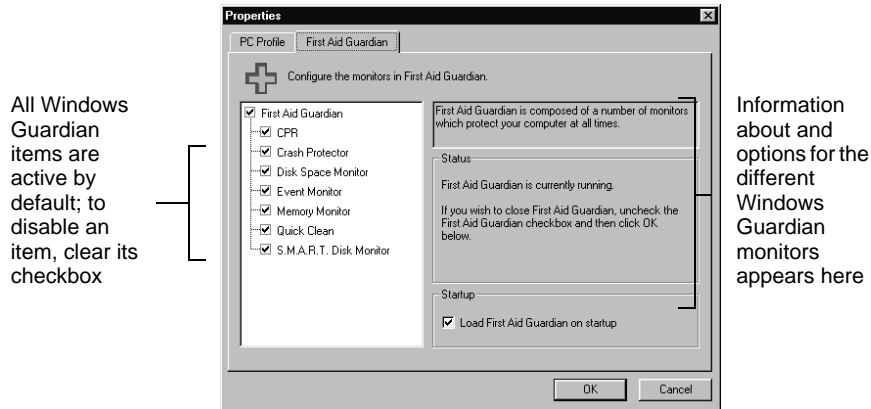 Properties
PC Profile
First Aid Guardian
Configure the monitors in First Aid Guardian.
All Windows
Guardian
items are
active by
default; to
disable an
item, clear its
checkbox
First Aid Guardian
CPR
Crash Protector
Disk Space Monitor
Event Monitor
Memory Monitor
Quick Clean
S.M.A.R.T. Disk Monitor
First Aid Guardian is composed of a number of monitors
which protect your computer at all times.
Status
First Aid Guardian is currently running.
If you wish to close First Aid Guardian, uncheck the
First Aid Guardian checkbox and then click OK
below.
Startup
Load First Aid Guardian on startup
Information
about and
options for the
different
Windows
Guardian
monitors
appears here
OK
Cancel